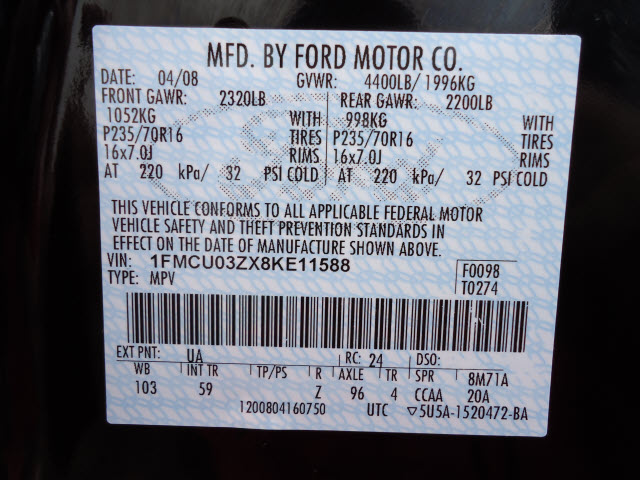 MFD. BY FORD MOTOR CO.
DATE: 04/08 GVWR: 4400LB/ 1996KG
FRONT GAWR: 2320LB REAR GAWR: 2200LB
1052KG WITH 998KG WITH
P235/70R16 TIRES P235/70R16 TIRES
16x7.0J RIMS 16x7.0J RIMS
AT 220 kPa/ 32 PSI COLD AT 220 kPa/ 32 PSI COLD
THIS VEHICLE CONFORMS TO ALL APPLICABLE FEDERAL MOTOR
VEHICLE SAFETY AND THEFT PREVENTION STANDARDS IN
EFFECT ON THE DATE OF MANUFACTURE SHOWN ABOVE.
VIN: 1FMCU03ZX8KE11588 F0098
TYPE: MPV T0274
EXT PNT: UA RC: 24 DSO:
WB INT TR TP/PS R AXLE TR SPR 8M71A
103 59 Z 96 4 CCAA 20A
1200804160750 UTC ▽5U5A-1520472-BA